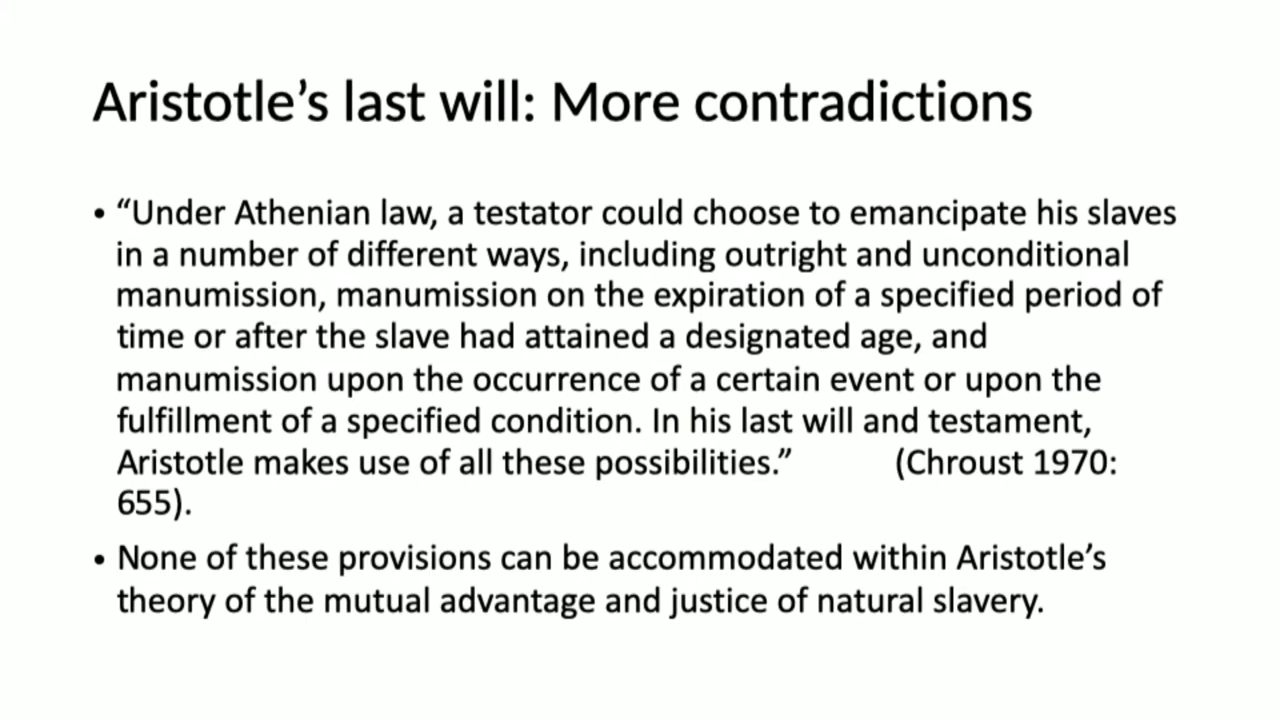 Aristotle’s last will: More contradictions
• “Under Athenian law, a testator could choose to emancipate his slaves
in a number of different ways, including outright and unconditional
manumission, manumission on the expiration of a specified period of
time or after the slave had attained a designated age, and
manumission upon the occurrence of a certain event or upon the
fulfillment of a specified condition. In his last will and testament,
Aristotle makes use of all these possibilities.” (Chroust 1970:
655).
• None of these provisions can be accommodated within Aristotle’s
theory of the mutual advantage and justice of natural slavery.